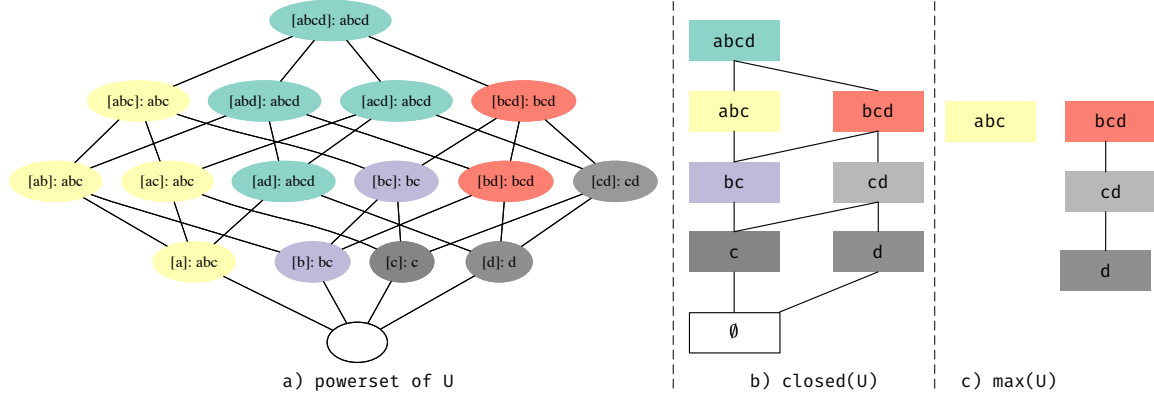 [abcd]: abcd
[abc]: abc [abd]: abcd [acd]: abcd [bcd]: bcd
[ab]: abc [ac]: abc [ad]: abcd [bc]: bc [bd]: bcd [cd]: cd
[a]: abc [b]: bc [c]: c [d]: d
a) powerset of U
abcd
abc bcd
bc cd
c d
∅
b) closed(U)
abc bcd
cd
d
c) max(U)